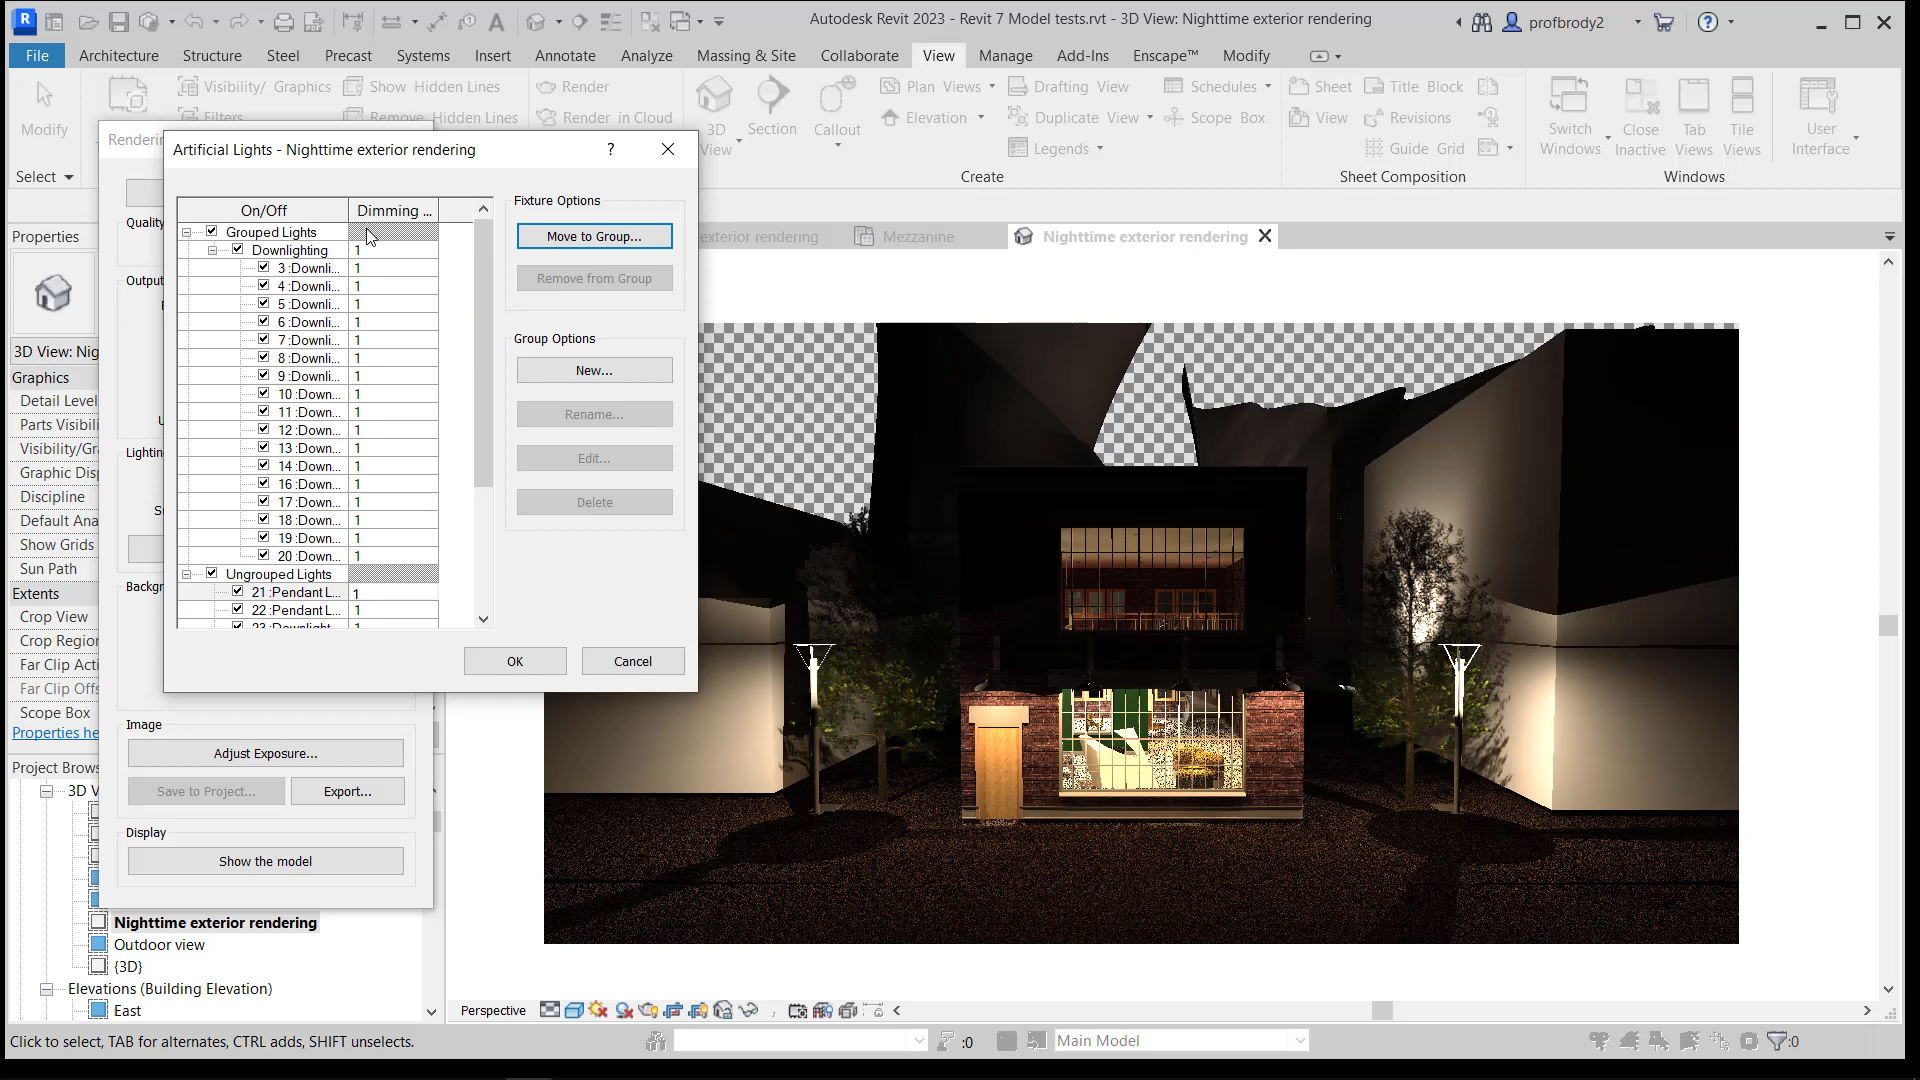 Autodesk Revit 2023 - Revit 7 Model tests.rvt - 3D View: Nighttime exterior rendering
profbrody2
File Architecture Structure Steel Precast Systems Insert Annotate Analyze Massing & Site Collaborate View Manage Add-Ins Enscape™ Modify
Modify
Select
Visibility/ Graphics
Filters
Show Hidden Lines
Remove Hidden Lines
Render
Render in Cloud
3D View
Section
Callout
Plan Views
Elevation
Drafting View
Duplicate View
Legends
Schedules
Scope Box
Create
Sheet
View
Title Block
Revisions
Guide Grid
Sheet Composition
Switch Windows
Close Inactive
Tab Views
Tile Views
User Interface
Windows
exterior rendering
Mezzanine
Nighttime exterior rendering
Properties
3D View: Nig
Graphics
Detail Level
Parts Visibili
Visibility/Gra
Graphic Disp
Discipline
Default Ana
Show Grids
Sun Path
Extents
Crop View
Crop Region
Far Clip Acti
Far Clip Offs
Scope Box
Properties he
Project Brows
3D V
Nighttime exterior rendering
Outdoor view
{3D}
Elevations (Building Elevation)
East
Renderin
Quality
Output
Lightin
Backgr
Image
Adjust Exposure...
Save to Project...
Export...
Display
Show the model
Artificial Lights - Nighttime exterior rendering
?
On/Off Dimming ...
Grouped Lights
Downlighting 1
3 :Downli... 1
4 :Downli... 1
5 :Downli... 1
6 :Downli... 1
7 :Downli... 1
8 :Downli... 1
9 :Downli... 1
10 :Down... 1
11 :Down... 1
12 :Down... 1
13 :Down... 1
14 :Down... 1
16 :Down... 1
17 :Down... 1
18 :Down... 1
19 :Down... 1
20 :Down... 1
Ungrouped Lights
21 :Pendant L... 1
22 :Pendant L... 1
23 :Downlight... 1
Fixture Options
Move to Group...
Remove from Group
Group Options
New...
Rename...
Edit...
Delete
OK
Cancel
Perspective
Click to select, TAB for alternates, CTRL adds, SHIFT unselects.
:0
Main Model
:0